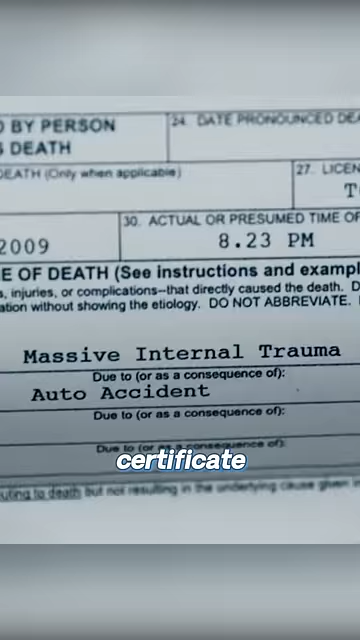 D BY PERSON
24. DATE PRONOUNCED DEA
S DEATH
DEATH (Only when applicable)
27. LICEN
T
30. ACTUAL OR PRESUMED TIME OF
2009
8.23 PM
E OF DEATH (See instructions and exampl
s, injuries, or complications--that directly caused the death. D
ation without showing the etiology. DO NOT ABBREVIATE.
Massive Internal Trauma
Due to (or as a consequence of):
Auto Accident
Due to (or as a consequence of):
Due to (or as a consequence of):
certificate
uting to death but not resulting in the underlying cause given i